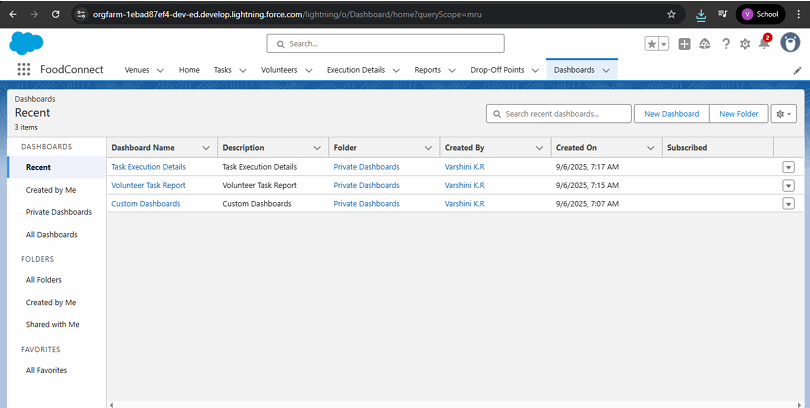 orgfarm-1ebad87ef4-dev-ed.develop.lightning.force.com/lightning/o/Dashboard/home?queryScope=mru
V School
Search...
2
FoodConnect Venues Home Tasks Volunteers Execution Details Reports Drop-Off Points Dashboards
Dashboards
Recent
3 items
Search recent dashboards...
New Dashboard
New Folder
DASHBOARDS
Recent
Created by Me
Private Dashboards
All Dashboards
FOLDERS
All Folders
Created by Me
Shared with Me
FAVORITES
All Favorites
Dashboard Name Description Folder Created By Created On Subscribed
Task Execution Details Task Execution Details Private Dashboards Varshini K.R 9/6/2025, 7:17 AM
Volunteer Task Report Volunteer Task Report Private Dashboards Varshini K.R 9/6/2025, 7:15 AM
Custom Dashboards Custom Dashboards Private Dashboards Varshini K.R 9/6/2025, 7:07 AM